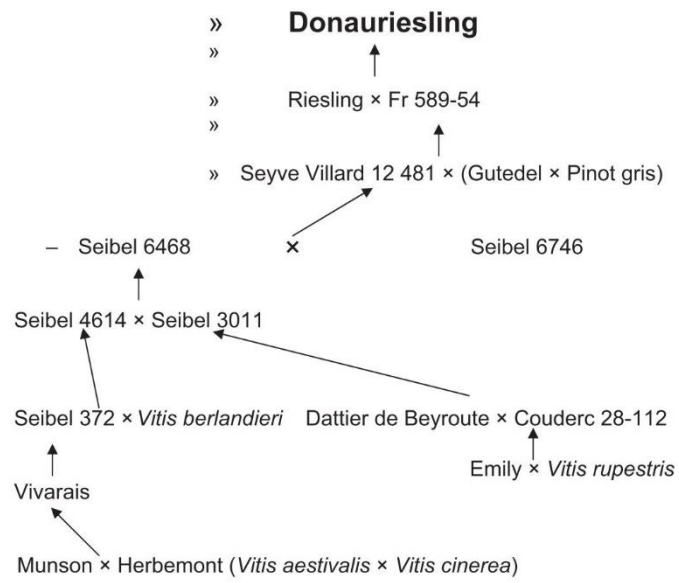 » Donauriesling
»
» Riesling × Fr 589-54
»
» Seyve Villard 12 481 × (Gutedel × Pinot gris)
– Seibel 6468 × Seibel 6746
Seibel 4614 × Seibel 3011
Seibel 372 × Vitis berlandieri Dattier de Beyroute × Couderc 28-112
Emily × Vitis rupestris
Vivarais
Munson × Herbemont (Vitis aestivalis × Vitis cinerea)